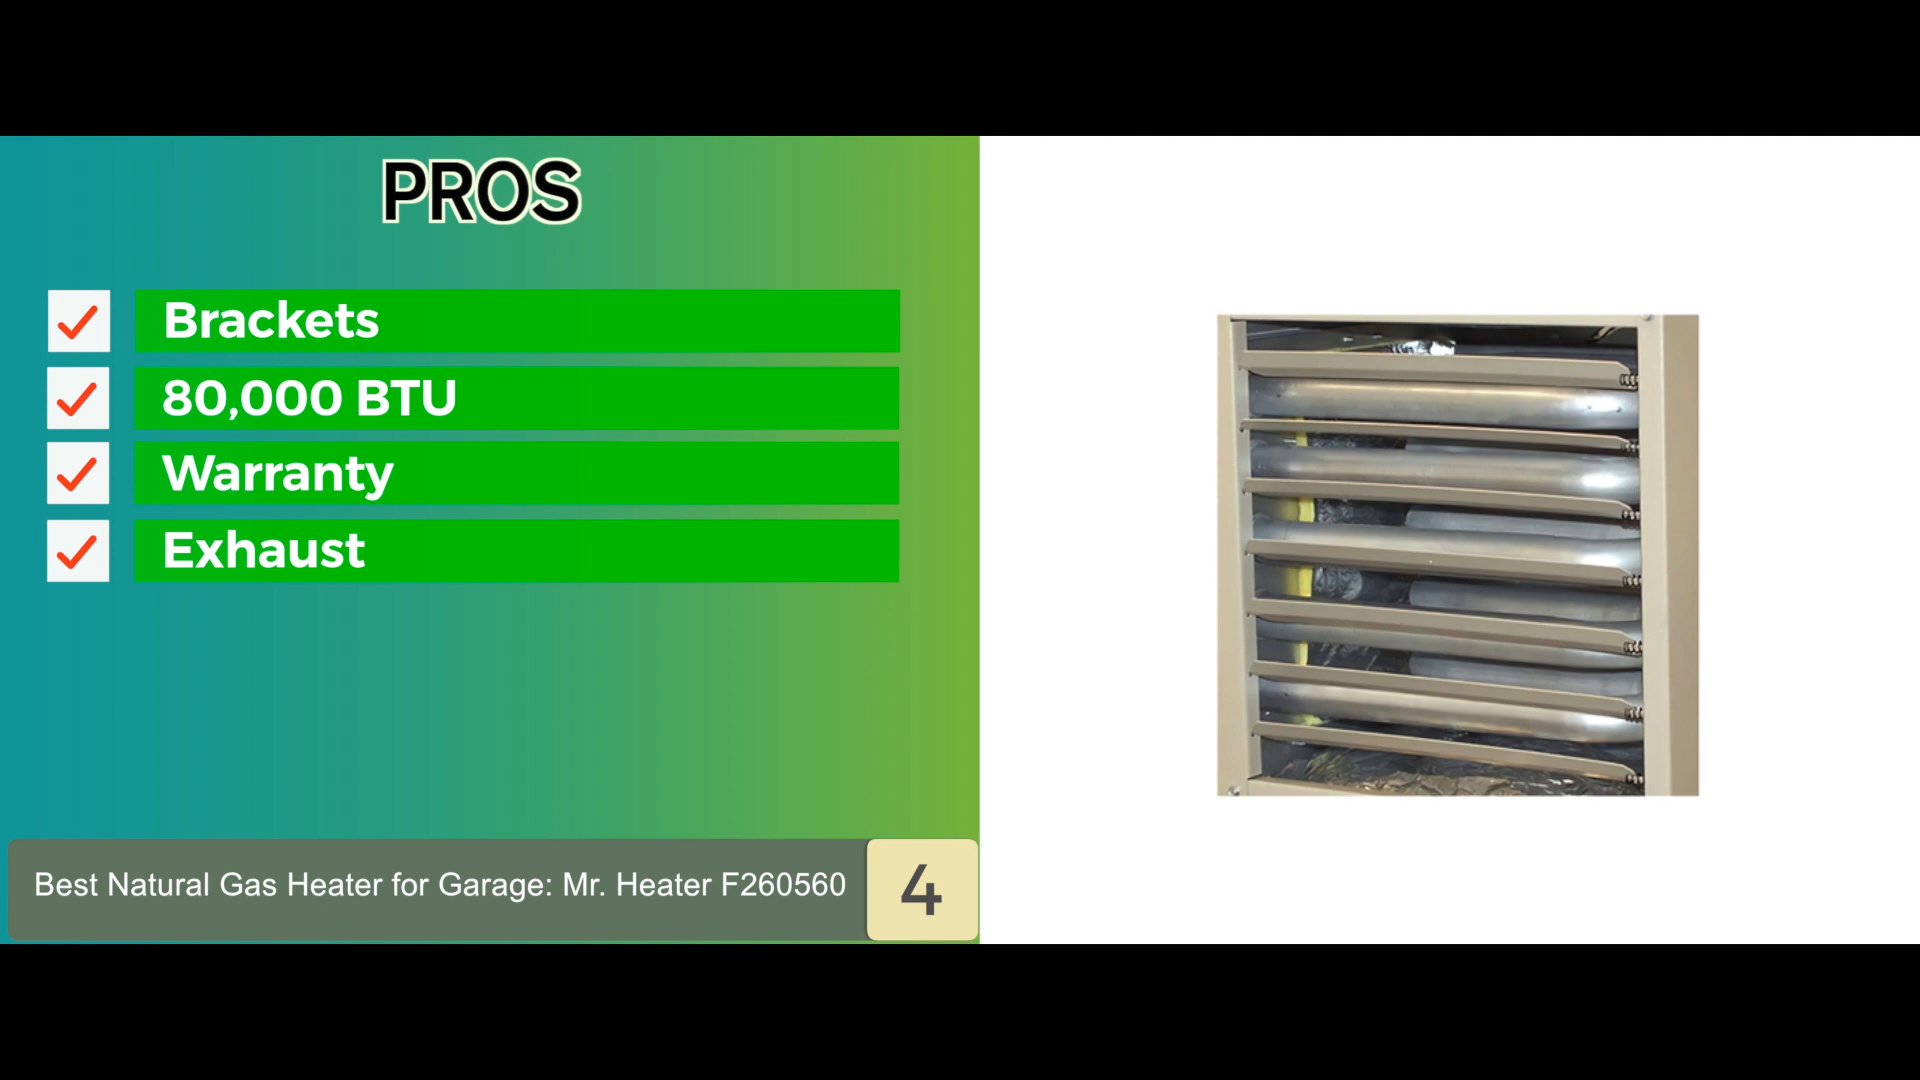 PROS
Brackets
80,000 BTU
Warranty
Exhaust
Best Natural Gas Heater for Garage: Mr. Heater F260560
4